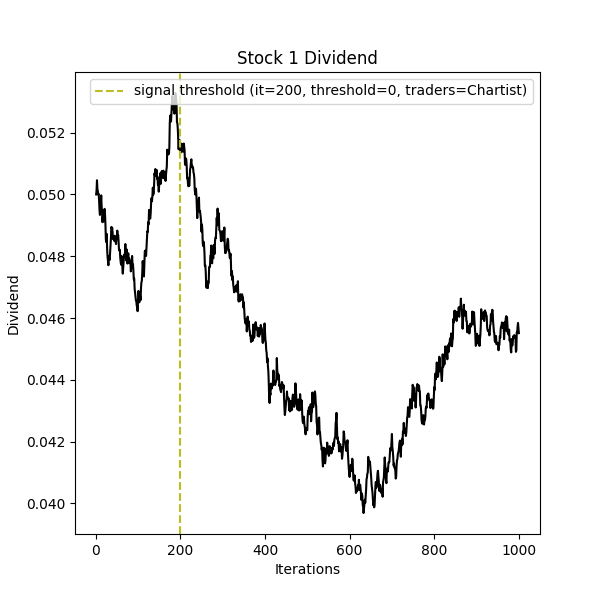 Stock 1 Dividend
signal threshold (it=200, threshold=0, traders=Chartist)
0.052
0.050
0.048
0.046
0.044
0.042
0.040
Dividend
0 200 400 600 800 1000
Iterations